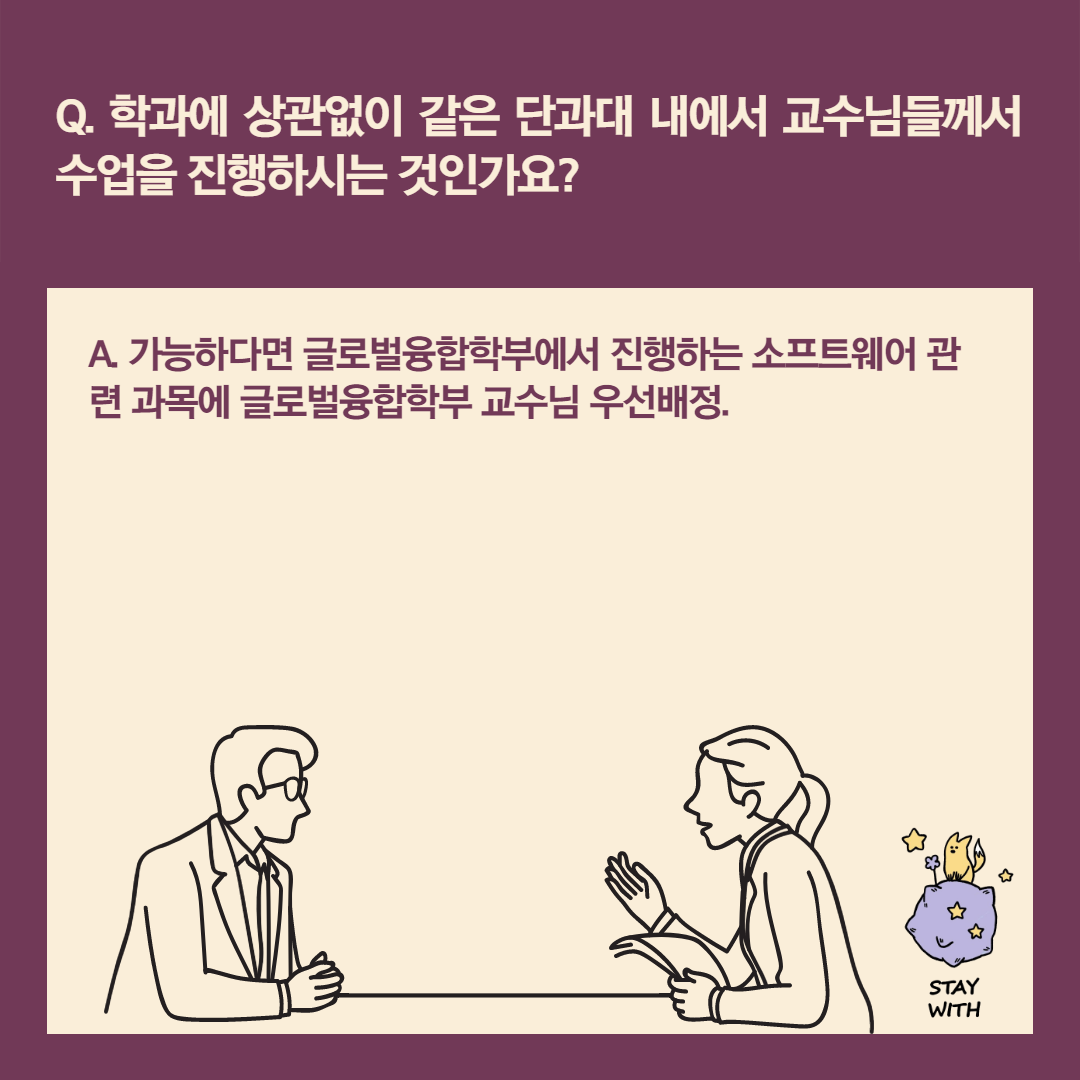 Q. 학과에 상관없이 같은 단과대 내에서 교수님들께서
수업을 진행하시는 것인가요?
A. 가능하다면 글로벌융합학부에서 진행하는 소프트웨어 관
련 과목에 글로벌융합학부 교수님 우선배정.
STAY
WITH